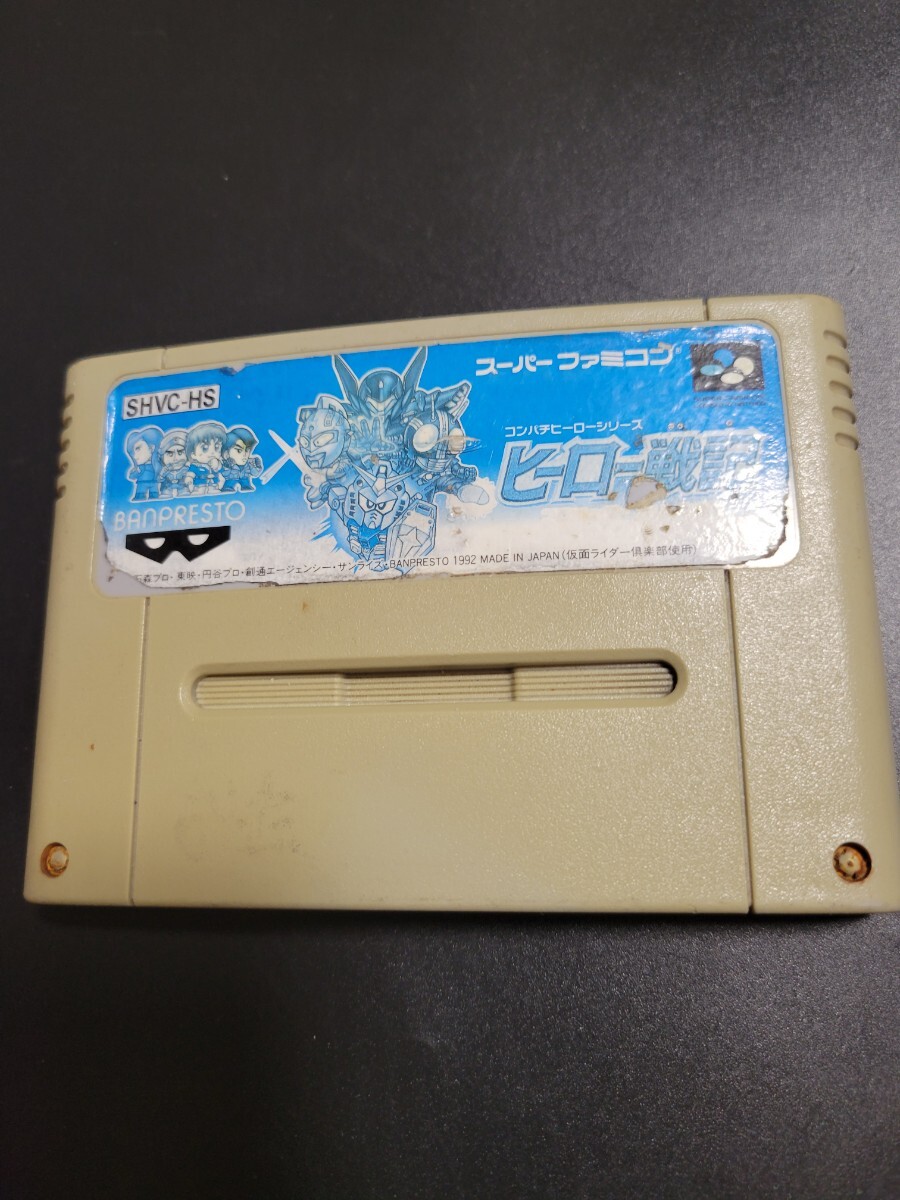 スーパーファミコン
SHVC-HS
コンパチヒーローシリーズ
ヒーロー戦記
BANPRESTO
森プロ・東映・円谷プロ・創通エージェンシー・サンライズ・BANPRESTO 1992 MADE IN JAPAN (仮面ライダー倶楽部使用)